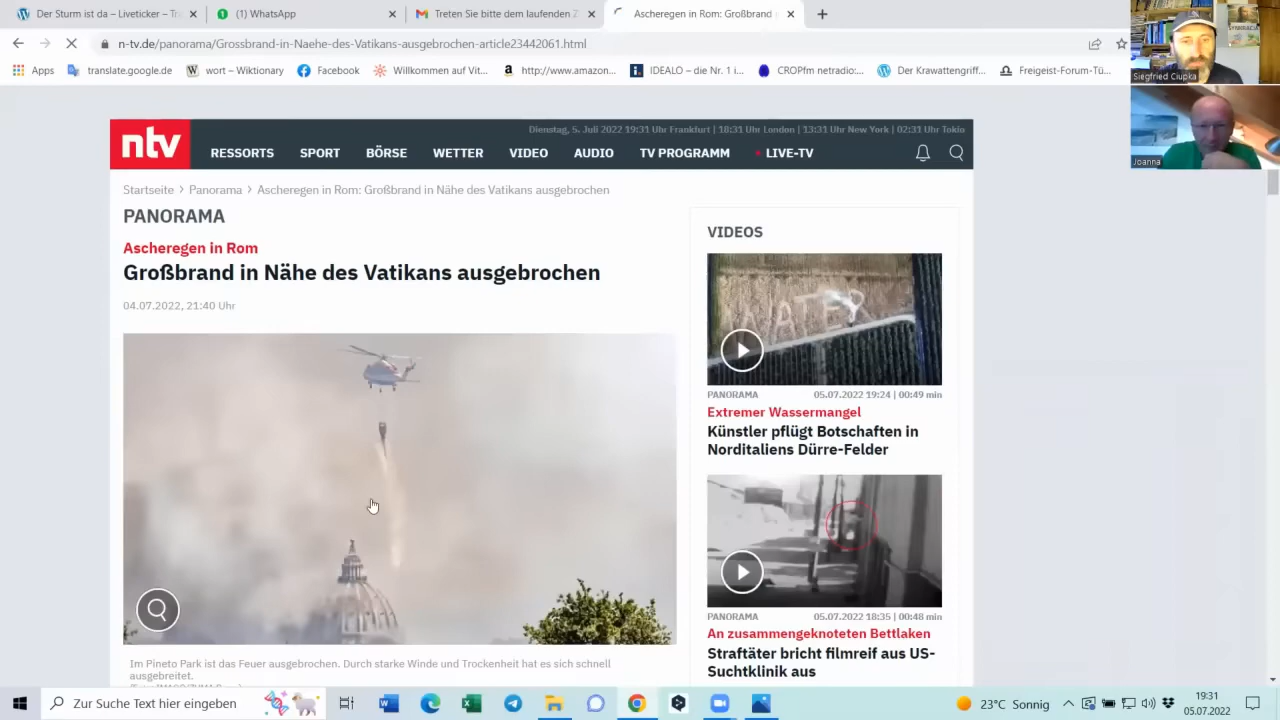 Der Sturm ist da – Liveticker – Tr
(1) WhatsApp
Treten Sie bitte dem laufenden Z
Ascheregen in Rom: Großbrand
n-tv.de/panorama/Grossbrand-in-Naehe-des-Vatikans-ausgebrochen-article23442061.html
Apps
translate.google.de
wort – Wiktionary
Facebook
Willkommen auf Vit...
http://www.amazon...
IDEALO – die Nr. 1 i...
CROPfm netradio:...
Der Krawattengriff...
Freigeist-Forum-Tü...
Siegfried Ciupka
Joanna
ntv
Dienstag, 5. Juli 2022 19:31 Uhr Frankfurt | 18:31 Uhr London | 13:31 Uhr New York | 02:31 Uhr Tokio
RESSORTS SPORT BÖRSE WETTER VIDEO AUDIO TV PROGRAMM LIVE-TV
Startseite > Panorama > Ascheregen in Rom: Großbrand in Nähe des Vatikans ausgebrochen
PANORAMA
Ascheregen in Rom
Großbrand in Nähe des Vatikans ausgebrochen
04.07.2022, 21:40 Uhr
Im Pineto Park ist das Feuer ausgebrochen. Durch starke Winde und Trockenheit hat es sich schnell
ausgebreitet.
VIDEOS
WATER
PANORAMA 05.07.2022 19:24 | 00:49 min
Extremer Wassermangel
Künstler pflügt Botschaften in
Norditaliens Dürre-Felder
PANORAMA 05.07.2022 18:35 | 00:48 min
An zusammengeknoteten Bettlaken
Straftäter bricht filmreif aus US-
Suchtklinik aus
Zur Suche Text hier eingeben
23°C Sonnig
19:31
05.07.2022